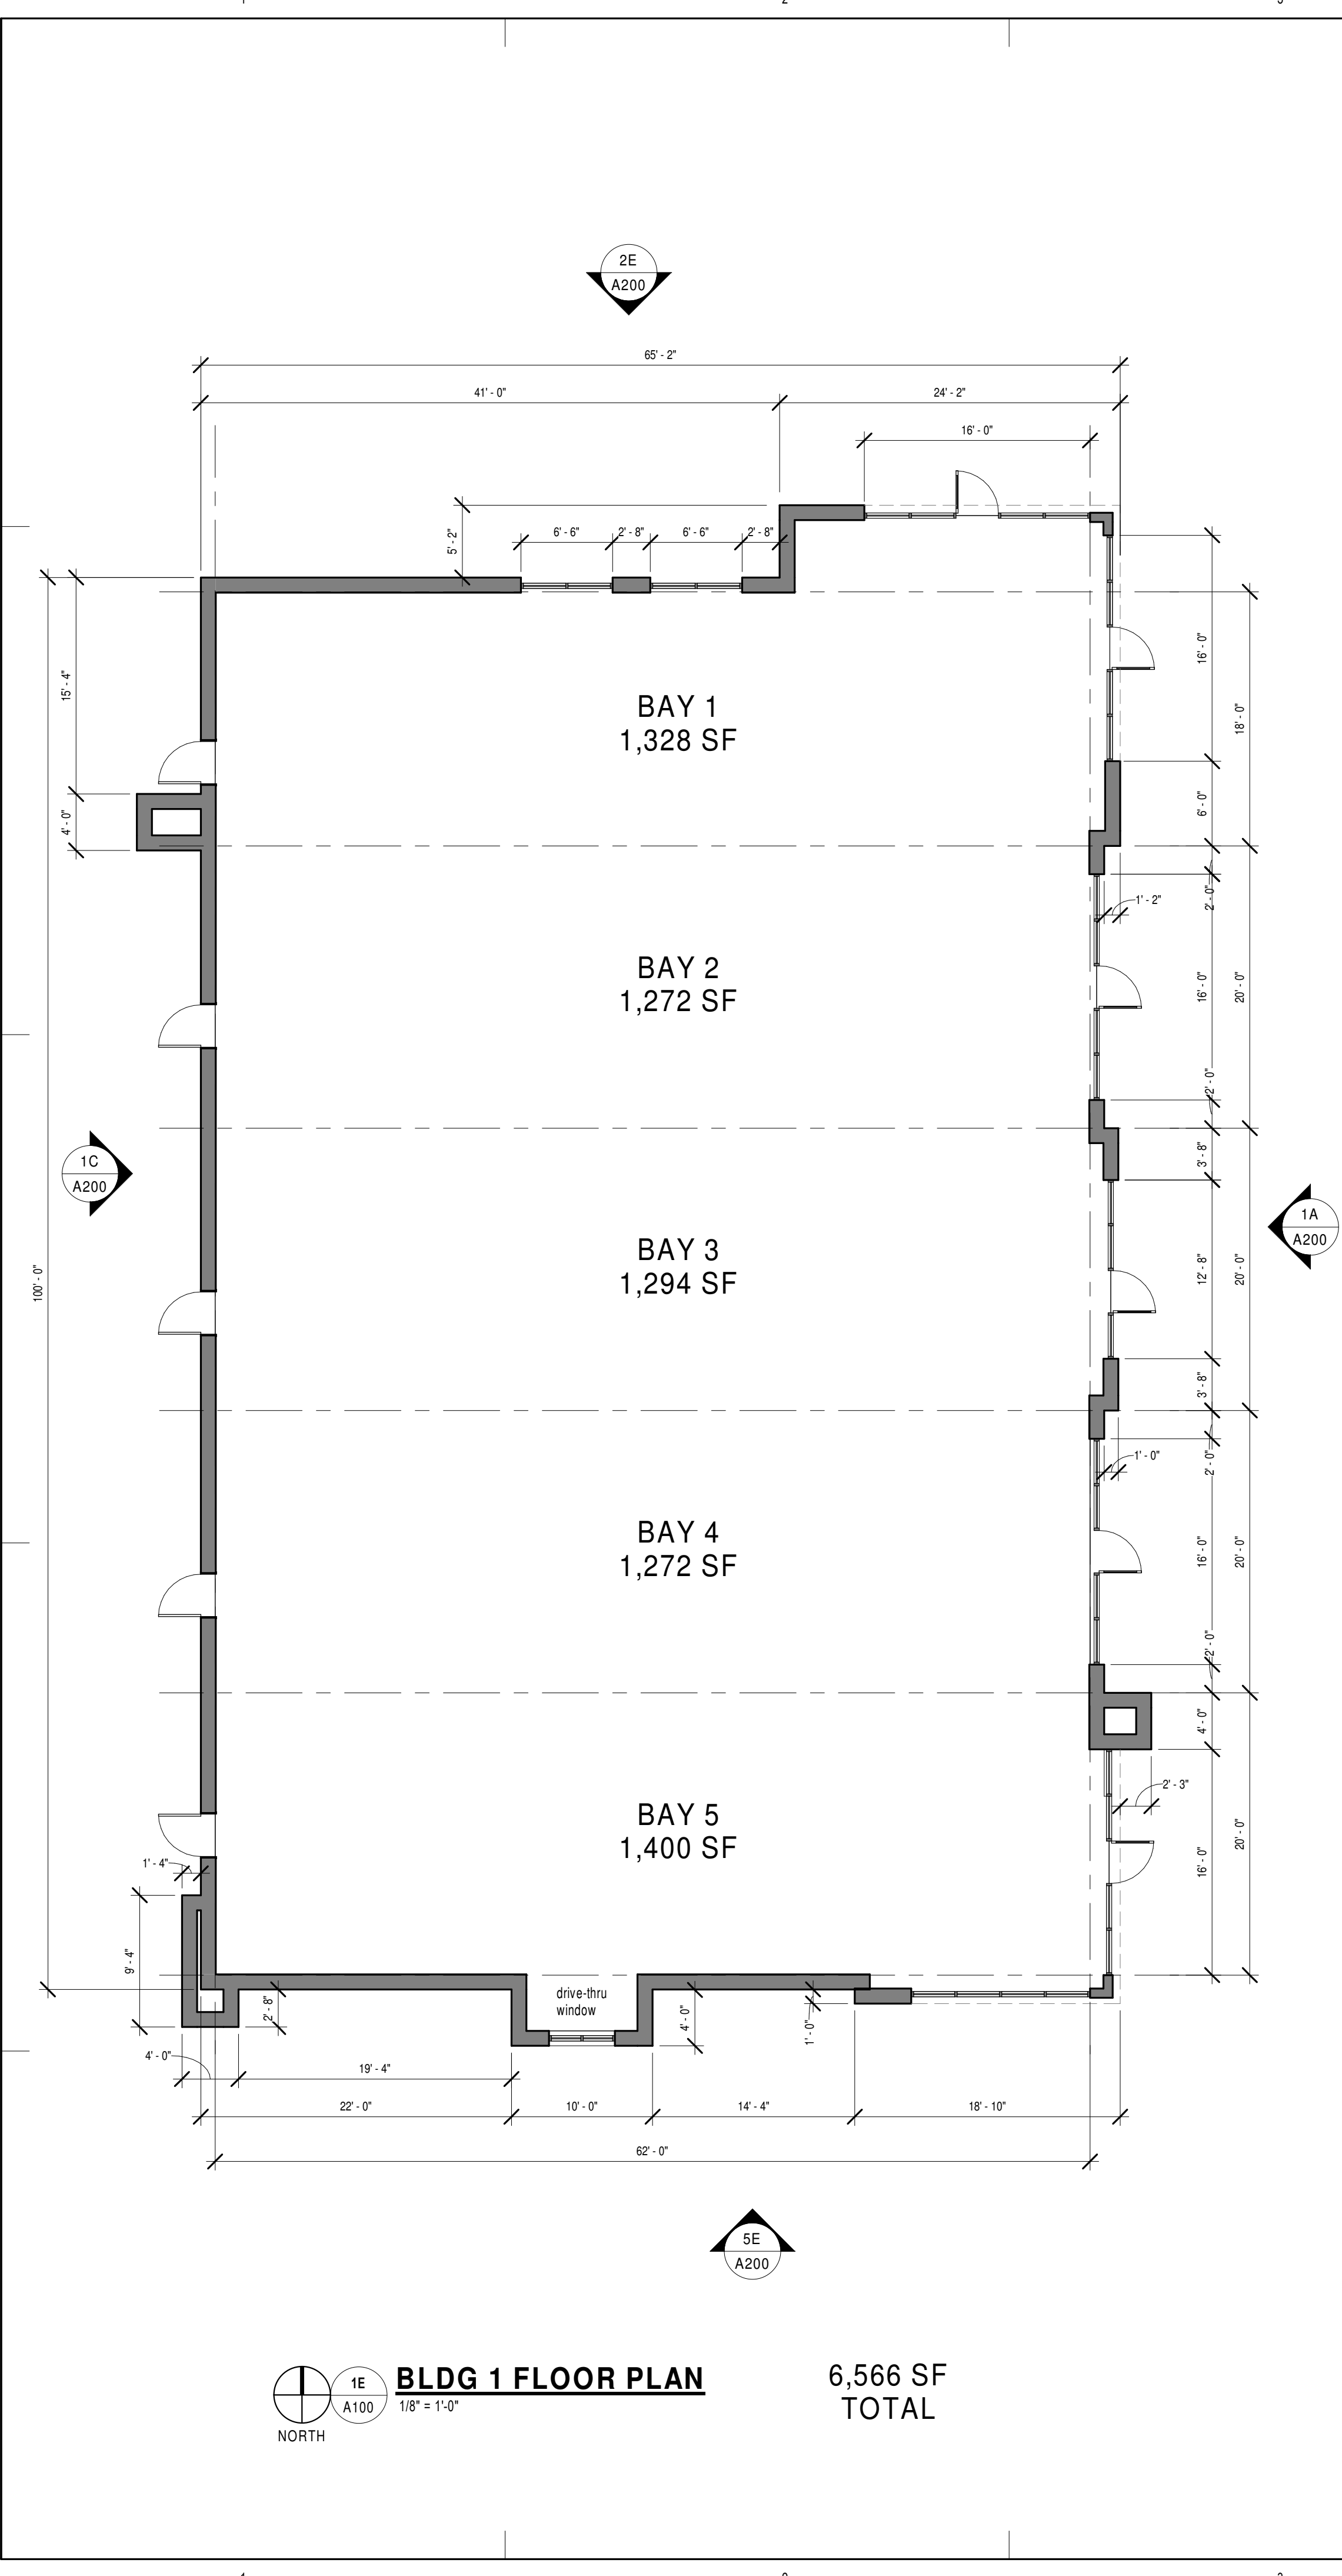 1 2 3
2E
A200
65' - 2"
41' - 0" 24' - 2"
16' - 0"
5' - 2" 6' - 6" 2' - 8" 6' - 6" 2' - 8"
15' - 4"
4' - 0"
16' - 0"
18' - 0"
6' - 0"
BAY 1
1,328 SF
2' - 0"
1' - 2"
BAY 2
1,272 SF
16' - 0"
20' - 0"
2' - 0"
1C
A200
3' - 8"
1A
A200
BAY 3
1,294 SF
100' - 0"
12' - 8"
20' - 0"
3' - 8"
1' - 0"
2' - 0"
BAY 4
1,272 SF
16' - 0"
20' - 0"
2' - 0"
4' - 0"
2' - 3"
BAY 5
1,400 SF
16' - 0"
20' - 0"
1' - 4"
9' - 4"
2' - 8"
drive-thru
window
4' - 0"
1' - 0"
4' - 0"
19' - 4"
22' - 0" 10' - 0" 14' - 4" 18' - 10"
62' - 0"
5E
A200
1E
A100
BLDG 1 FLOOR PLAN
1/8" = 1'-0"
NORTH
6,566 SF
TOTAL
1 2 3